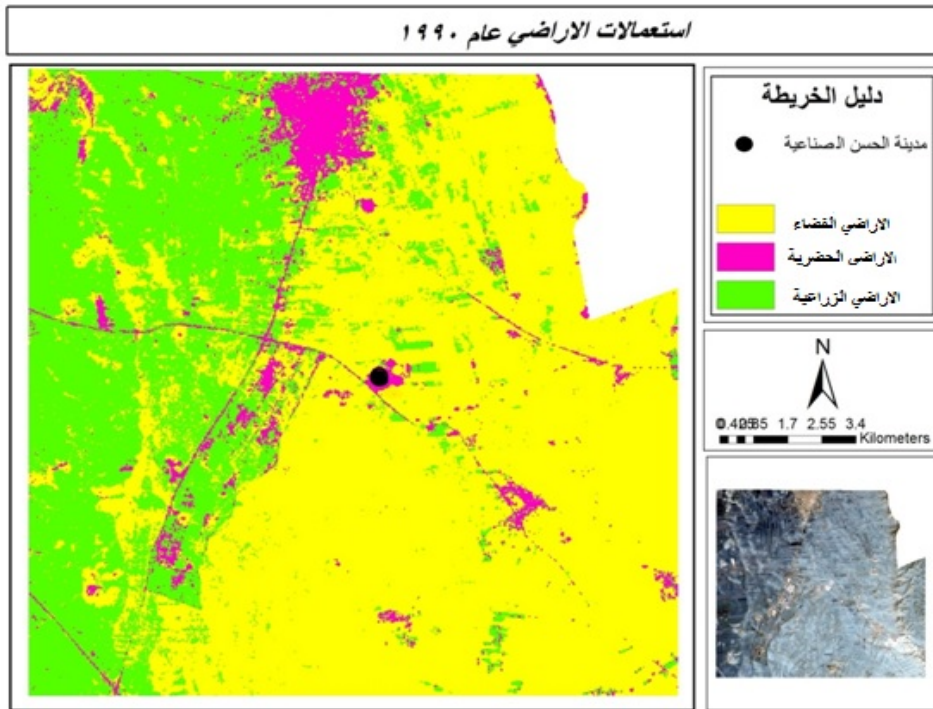 استعمالات الاراضي عام ١٩٩٠
دليل الخريطة
مدينة الحسن الصناعية
الاراضي الفضاء
الاراضي الحضرية
الاراضي الزراعية
N
1.7 2.55 3.4
Kilometers